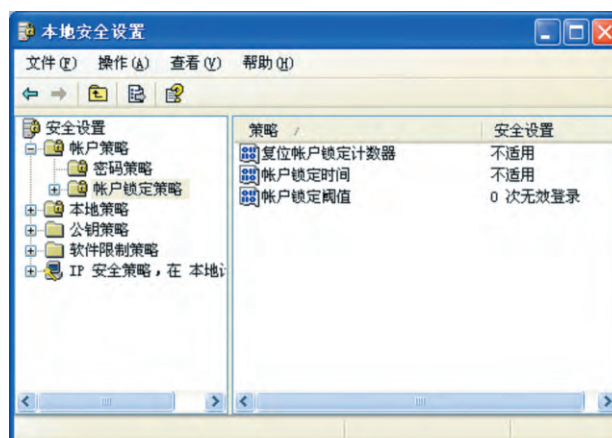 本地安全设置
文件(F) 操作(A) 查看(V) 帮助(H)
安全设置
帐户策略
密码策略
帐户锁定策略
本地策略
公钥策略
软件限制策略
IP 安全策略，在 本地计
策略 安全设置
复位帐户锁定计数器 不适用
帐户锁定时间 不适用
帐户锁定阈值 0 次无效登录